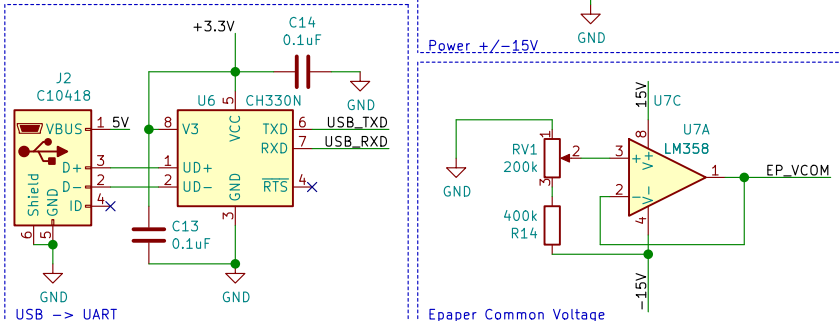 GND
Power +/-15V
+3.3V
C14
0.1uF
GND
J2
C10418
VBUS 1 5V
D+ 3
D- 2
ID 4
Shield
GND
6
5
GND
U6 CH330N
5
VCC
8 V3
TXD 6 USB_TXD
RXD 7 USB_RXD
1 UD+
2 UD-
GND
RTS 4
3
C13
0.1uF
GND
USB -> UART
15V
U7C
U7A
LM358
8
V+
3 +
2 -
V-
4
1
EP_VCOM
GND
RV1
200k
1
2
3
400k
R14
-15V
Epaper Common Voltage